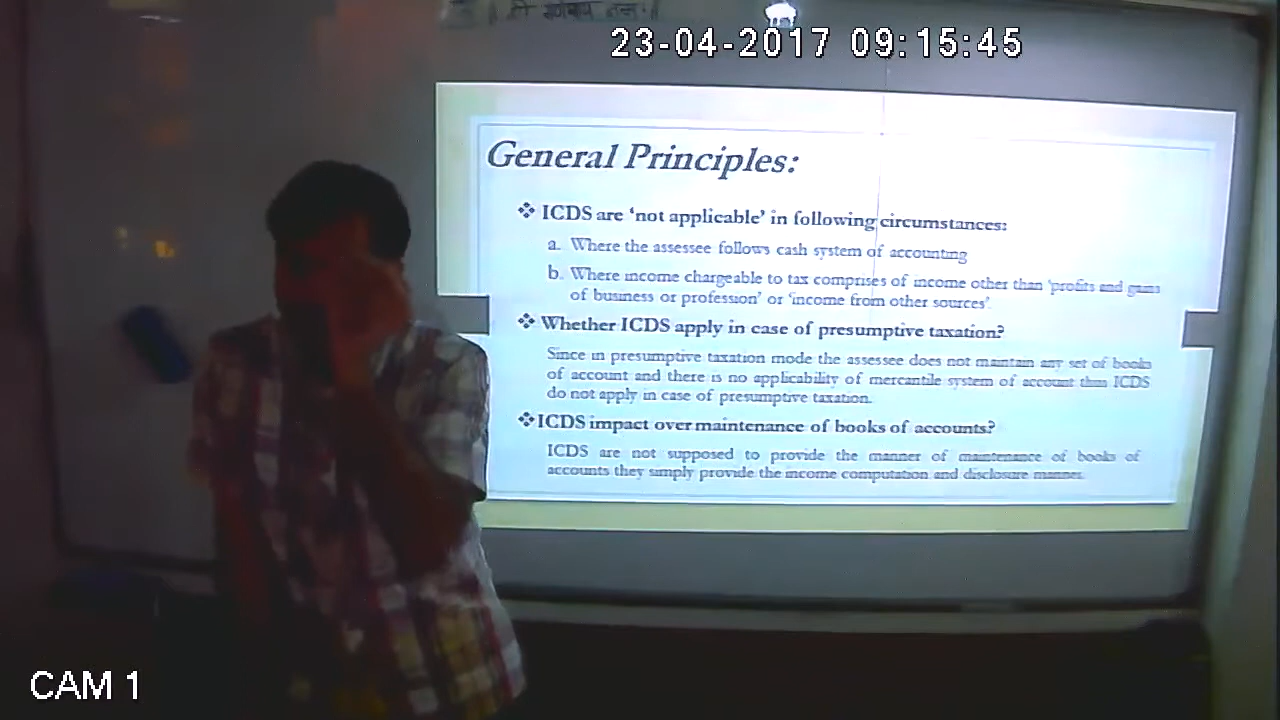 23-04-2017 09:15:45
General Principles:
❖ ICDS are 'not applicable' in following circumstances:
a. Where the assessee follows cash system of accounting
b. Where income chargeable to tax comprises of income other than 'profits and gains
of business or profession' or 'income from other sources'.
❖ Whether ICDS apply in case of presumptive taxation?
Since in presumptive taxation mode the assessee does not maintain any set of books
of account and there is no applicability of mercantile system of account thus ICDS
do not apply in case of presumptive taxation.
❖ ICDS impact over maintenance of books of accounts?
ICDS are not supposed to provide the manner of maintenance of books of
accounts they simply provide the income computation and disclosure manner.
CAM 1